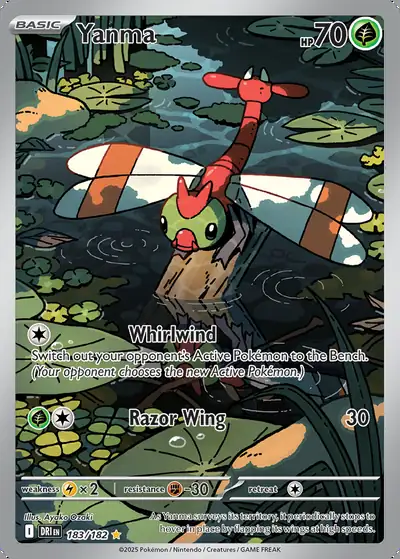 BASIC
Yanma
HP 70
Whirlwind
Switch out your opponent's Active Pokémon to the Bench.
(Your opponent chooses the new Active Pokémon.)
Razor Wing 30
weakness × 2 resistance -30 retreat
Illus. Ayako Ozaki
I DRI EN 183/182
As Yanma surveys its territory, it periodically stops to
hover in place by flapping its wings at high speeds.
©2025 Pokémon / Nintendo / Creatures / GAME FREAK